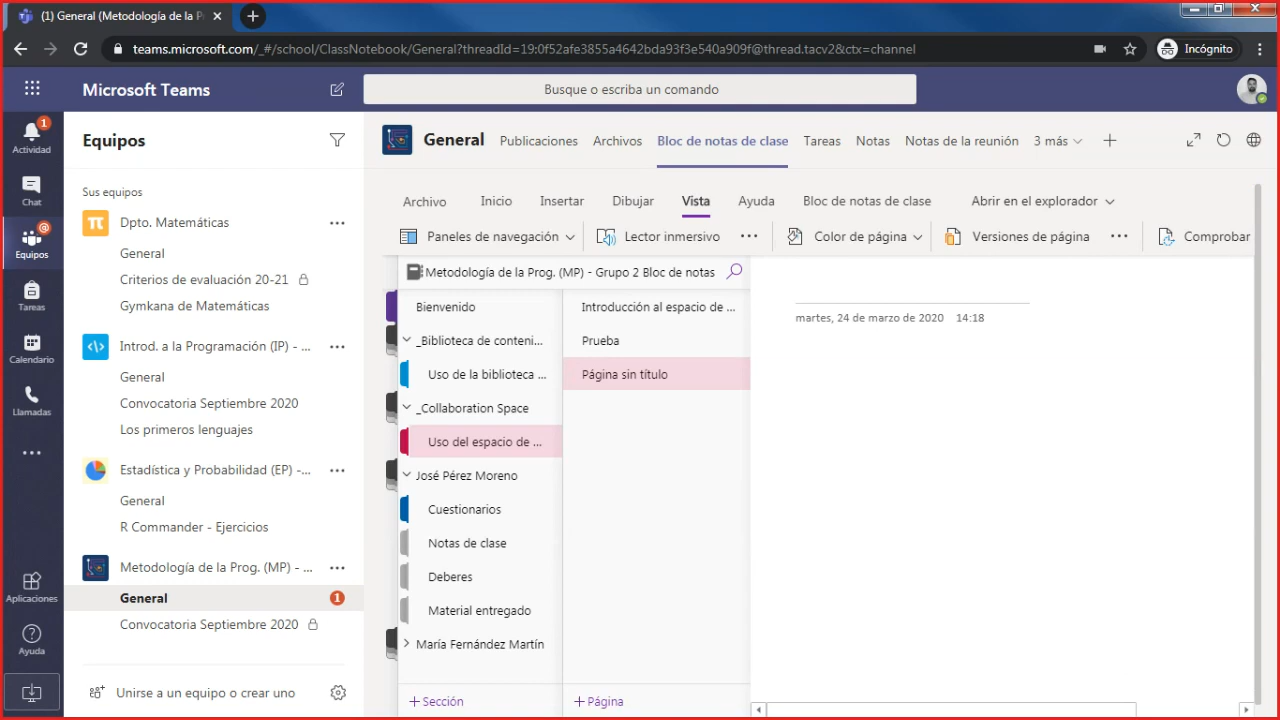 (1) General (Metodología de la P
teams.microsoft.com/_#/school/ClassNotebook/General?threadId=19:0f52afe3855a4642bda93f3e540a909f@thread.tacv2&ctx=channel
Incógnito
Microsoft Teams
Busque o escriba un comando
1
Actividad
Chat
@
Equipos
Tareas
Calendario
Llamadas
Aplicaciones
Ayuda
Equipos
Sus equipos
Dpto. Matemáticas
General
Criterios de evaluación 20-21
Gymkana de Matemáticas
Introd. a la Programación (IP) - ...
General
Convocatoria Septiembre 2020
Los primeros lenguajes
Estadística y Probabilidad (EP) -...
General
R Commander - Ejercicios
Metodología de la Prog. (MP) - ...
General 1
Convocatoria Septiembre 2020
Unirse a un equipo o crear uno
General Publicaciones Archivos Bloc de notas de clase Tareas Notas Notas de la reunión 3 más
Archivo Inicio Insertar Dibujar Vista Ayuda Bloc de notas de clase Abrir en el explorador
Paneles de navegación Lector inmersivo Color de página Versiones de página Comprobar
Metodología de la Prog. (MP) - Grupo 2 Bloc de notas
Bienvenido
_Biblioteca de conteni...
Uso de la biblioteca ...
_Collaboration Space
Uso del espacio de ...
José Pérez Moreno
Cuestionarios
Notas de clase
Deberes
Material entregado
María Fernández Martín
+ Sección
Introducción al espacio de ...
Prueba
Página sin título
+ Página
martes, 24 de marzo de 2020 14:18